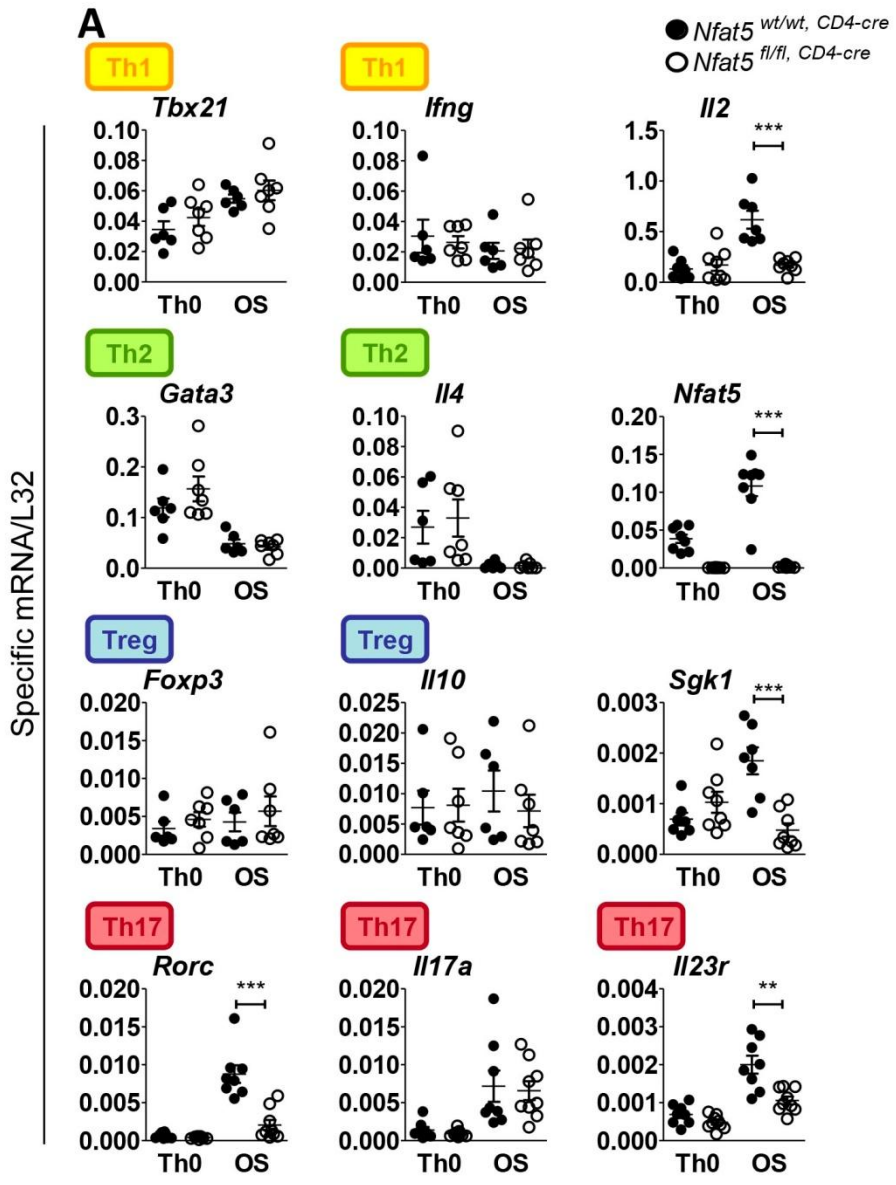 A
Nfat5 wt/wt, CD4-cre
Nfat5 fl/fl, CD4-cre
Specific mRNA/L32
Th1
Tbx21
0.10
0.08
0.06
0.04
0.02
0.00
Th0 OS
Th1
Ifng
0.10
0.08
0.06
0.04
0.02
0.00
Th0 OS
Il2
***
1.5
1.0
0.5
0.0
Th0 OS
Th2
Gata3
0.3
0.2
0.1
0.0
Th0 OS
Th2
Il4
0.10
0.08
0.06
0.04
0.02
0.00
Th0 OS
Nfat5
***
0.20
0.15
0.10
0.05
0.00
Th0 OS
Treg
Foxp3
0.020
0.015
0.010
0.005
0.000
Th0 OS
Treg
Il10
0.025
0.020
0.015
0.010
0.005
0.000
Th0 OS
Sgk1
***
0.003
0.002
0.001
0.000
Th0 OS
Th17
Rorc
***
0.020
0.015
0.010
0.005
0.000
Th0 OS
Th17
Il17a
0.020
0.015
0.010
0.005
0.000
Th0 OS
Th17
Il23r
**
0.004
0.003
0.002
0.001
0.000
Th0 OS